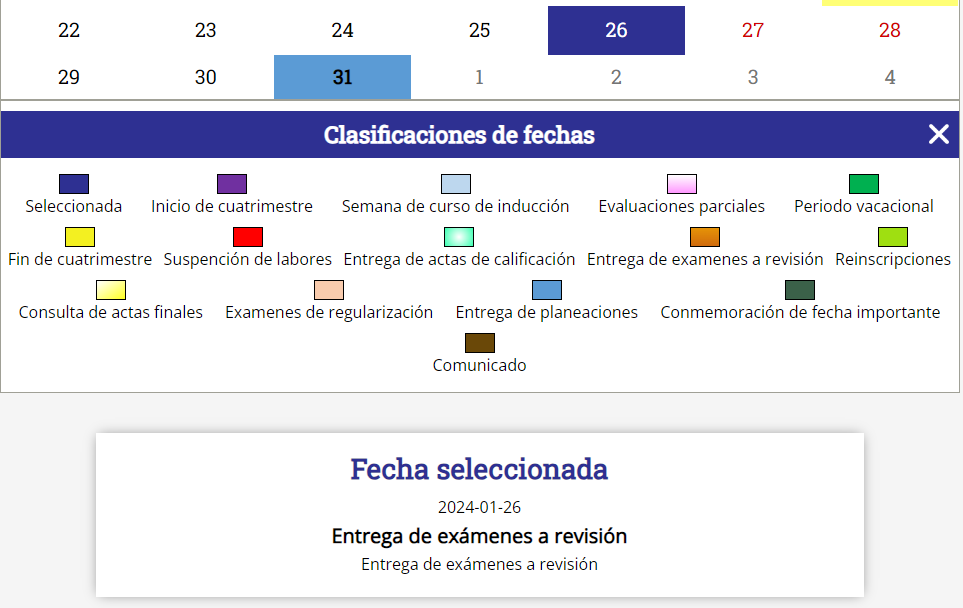 22 23 24 25 26 27 28
29 30 31 1 2 3 4
Clasificaciones de fechas
Seleccionada Inicio de cuatrimestre Semana de curso de inducción Evaluaciones parciales Periodo vacacional
Fin de cuatrimestre Suspención de labores Entrega de actas de calificación Entrega de examenes a revisión Reinscripciones
Consulta de actas finales Examenes de regularización Entrega de planeaciones Conmemoración de fecha importante
Comunicado
Fecha seleccionada
2024-01-26
Entrega de exámenes a revisión
Entrega de exámenes a revisión